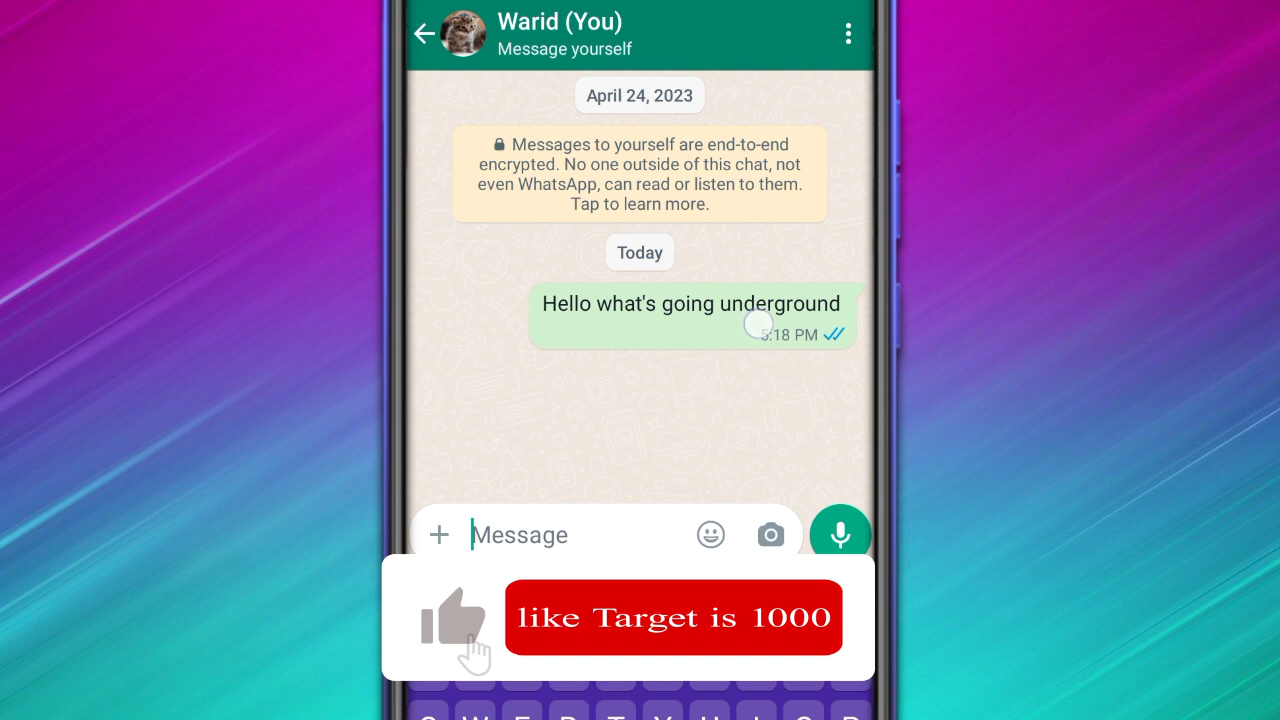 Warid (You)
Message yourself
April 24, 2023
Messages to yourself are end-to-end
encrypted. No one outside of this chat, not
even WhatsApp, can read or listen to them.
Tap to learn more.
Today
Hello what's going underground
5:18 PM
Message
like Target is 1000